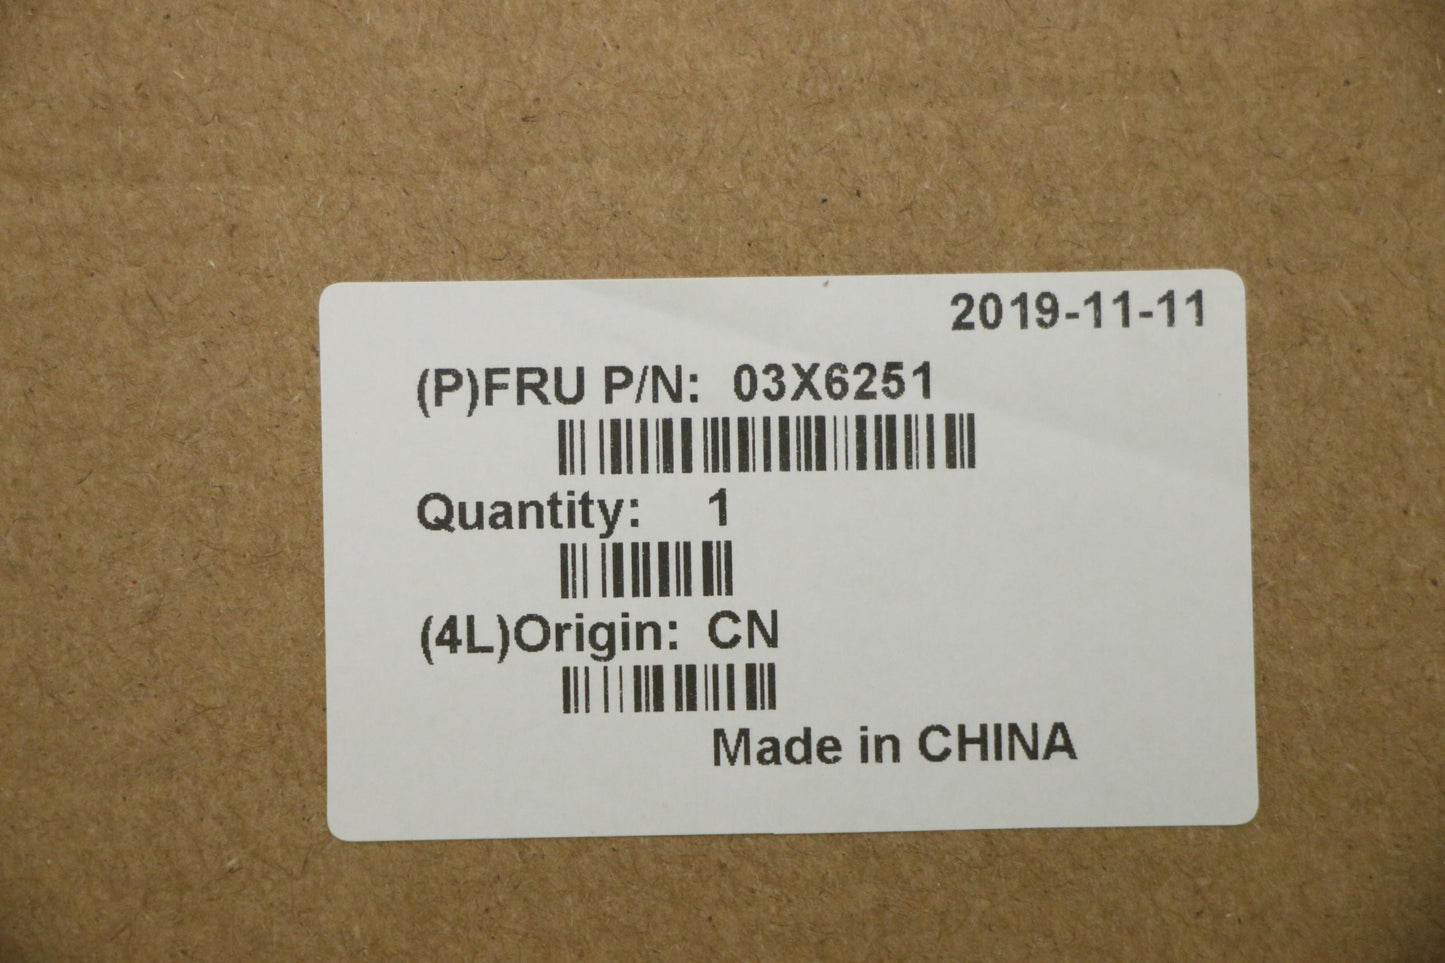 2019-11-11
(P)FRU P/N: 03X6251
Quantity: 1
(4L)Origin: CN
Made in CHINA